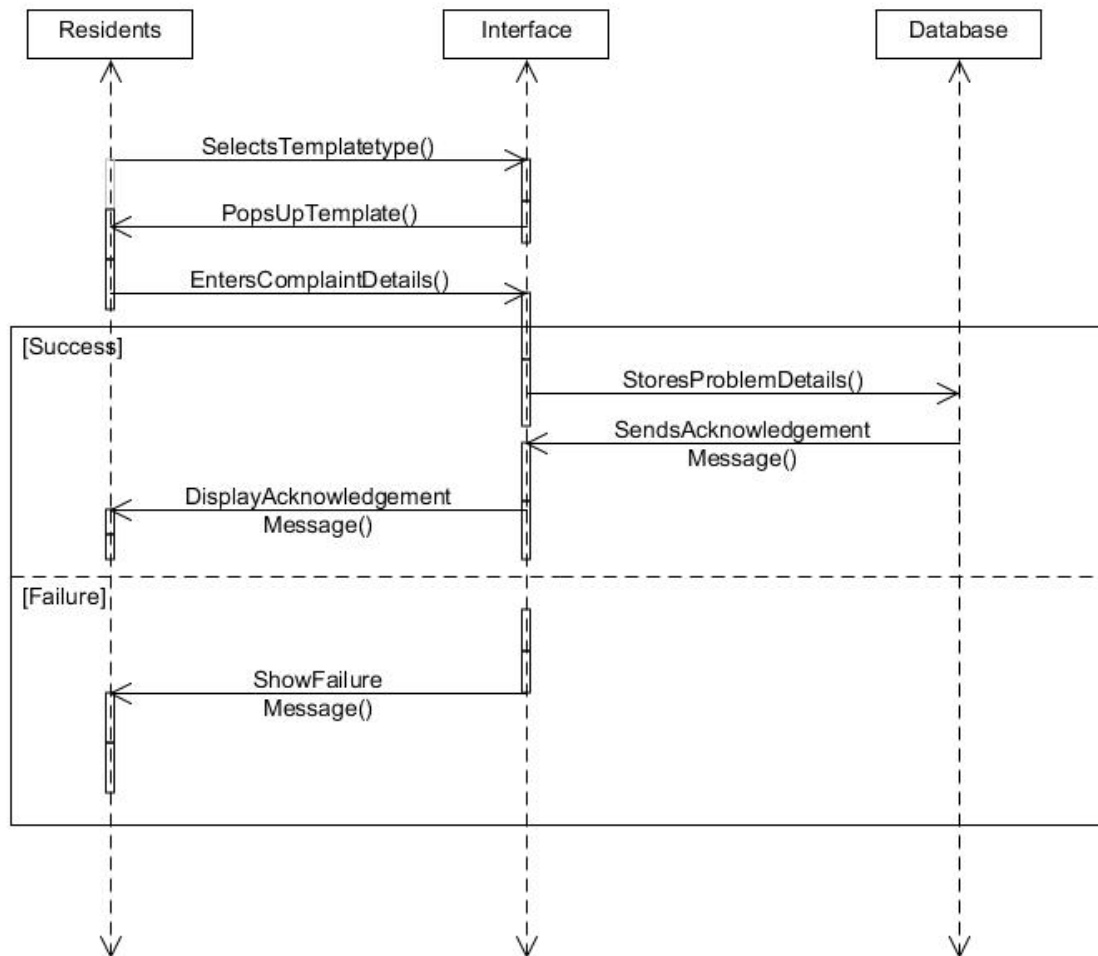 Residents
Interface
Database
SelectsTemplatetype()
PopsUpTemplate()
EntersComplaintDetails()
[Success]
StoresProblemDetails()
SendsAcknowledgement
Message()
DisplayAcknowledgement
Message()
[Failure]
ShowFailure
Message()